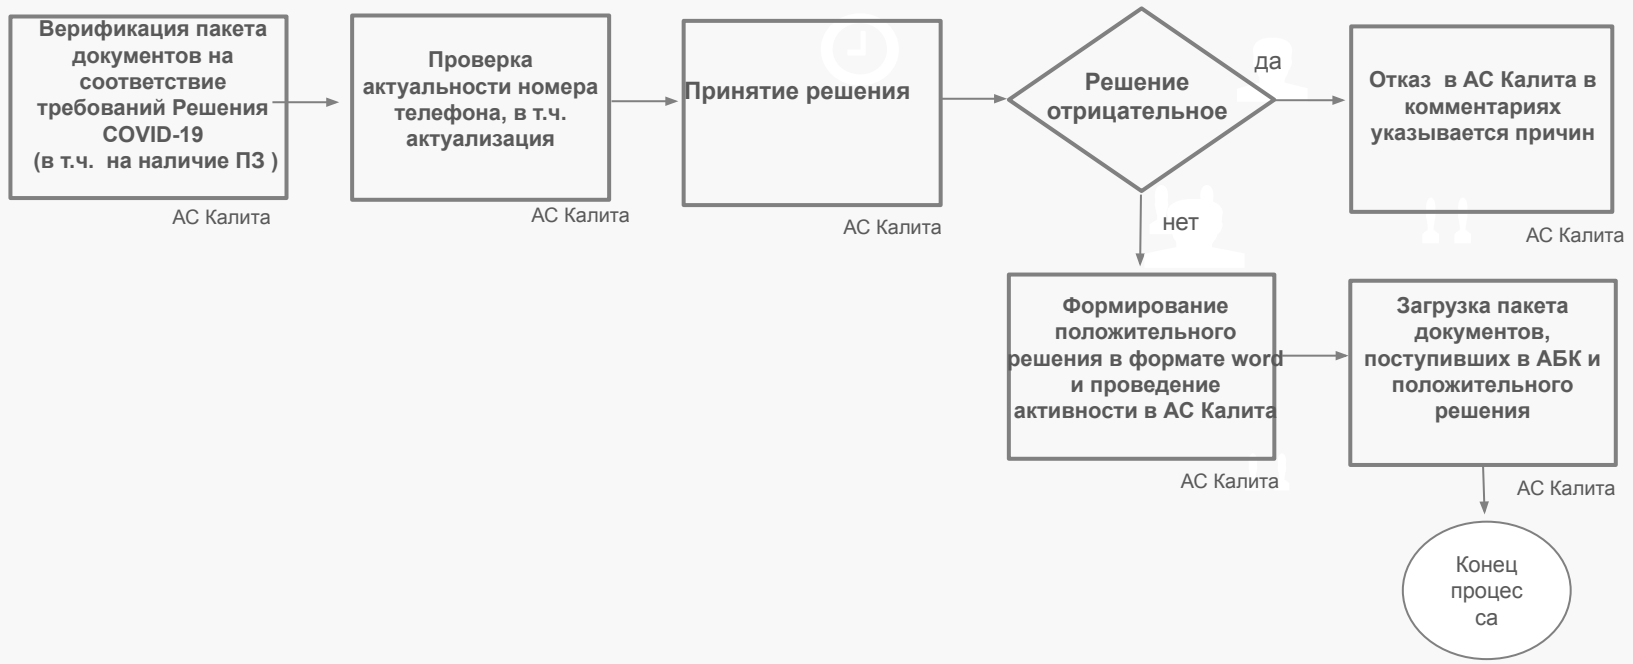 Верификация пакета
документов на
соответствие
требований Решения
COVID-19
(в т.ч. на наличие ПЗ )
АС Калита
Проверка
актуальности номера
телефона, в т.ч.
актуализация
АС Калита
Принятие решения
АС Калита
Решение
отрицательное
да
Отказ в АС Калита в
комментариях
указывается причин
АС Калита
нет
Формирование
положительного
решения в формате word
и проведение
активности в АС Калита
АС Калита
Загрузка пакета
документов,
поступивших в АБК и
положительного
решения
АС Калита
Конец
процес
са